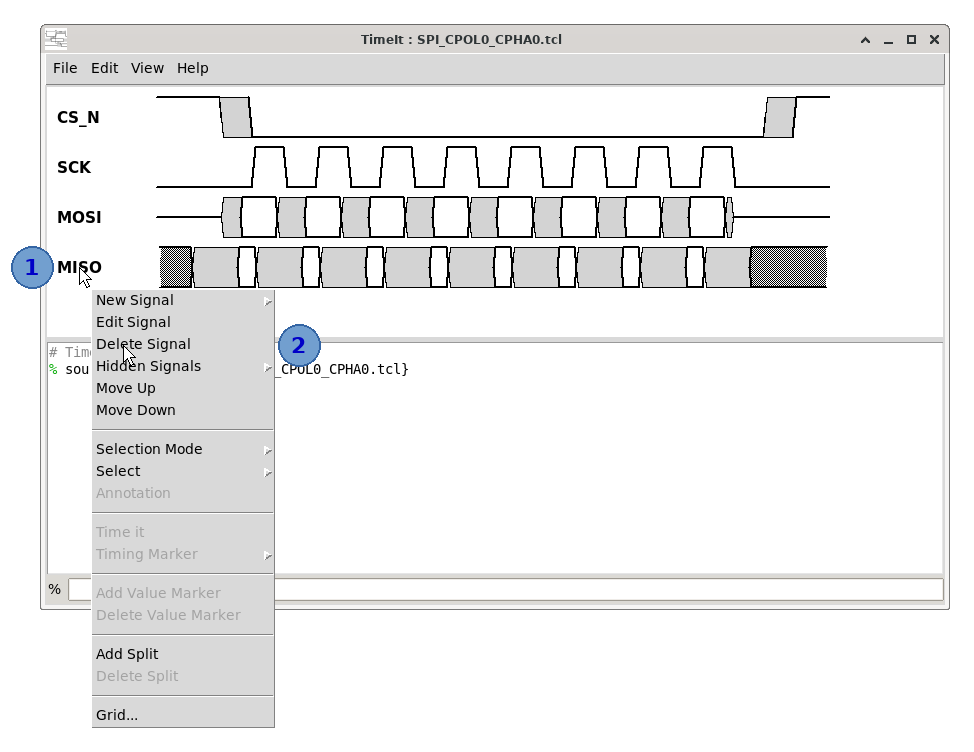 TimeIt : SPI_CPOL0_CPHA0.tcl
File Edit View Help
CS_N
SCK
MOSI
1 MISO
New Signal
Edit Signal
Delete Signal
2
# Tim
Hidden Signals
% sou _CPOL0_CPHA0.tcl}
Move Up
Move Down
Selection Mode
Select
Annotation
Time it
Timing Marker
%
Add Value Marker
Delete Value Marker
Add Split
Delete Split
Grid...